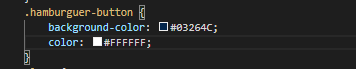 .hamburguer-button {
background-color: #03264C;
color: #FFFFFF;
}